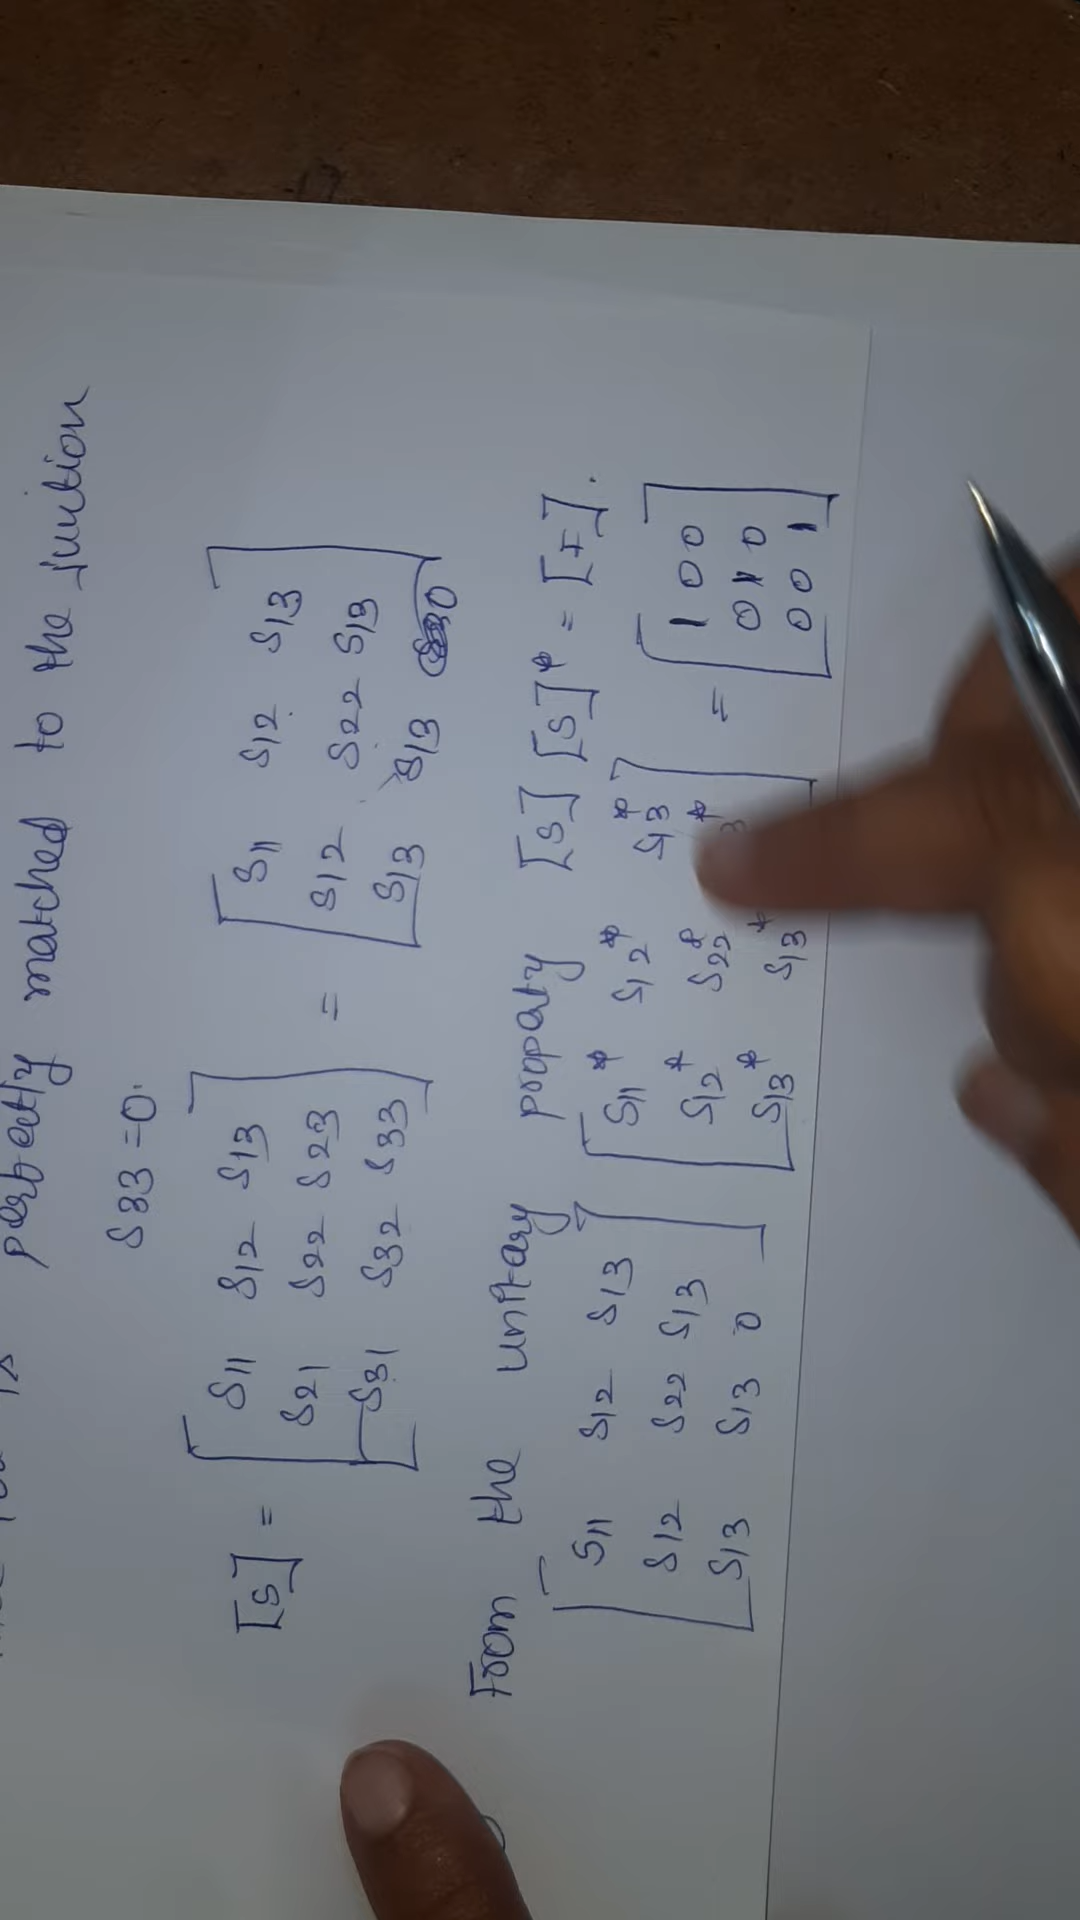 perfectly matched to the juntion
S33 = 0.
[S] = [ S11 S12 S13 ] = [ S11 S12 S13 ]
S21 S22 S23 S12 S22 S13
S31 S32 S33 S13 S13 0
From the unitary property [S] [S]* = [I].
[ S11 S12 S13 ] [ S11* S12* S13* ] = [ 1 0 0 ]
S12 S22 S13 S12* S22* 0 1 0
S13 S13 0 S13* S13* 0 0 1